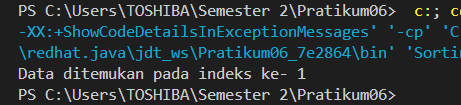 PS C:\Users\TOSHIBA\Semester 2\Pratikum06>  c:; c
-XX:+ShowCodeDetailsInExceptionMessages' '-cp' 'C
\redhat.java\jdt_ws\Pratikum06_7e2864\bin' 'Sortin
Data ditemukan pada indeks ke- 1
PS C:\Users\TOSHIBA\Semester 2\Pratikum06>